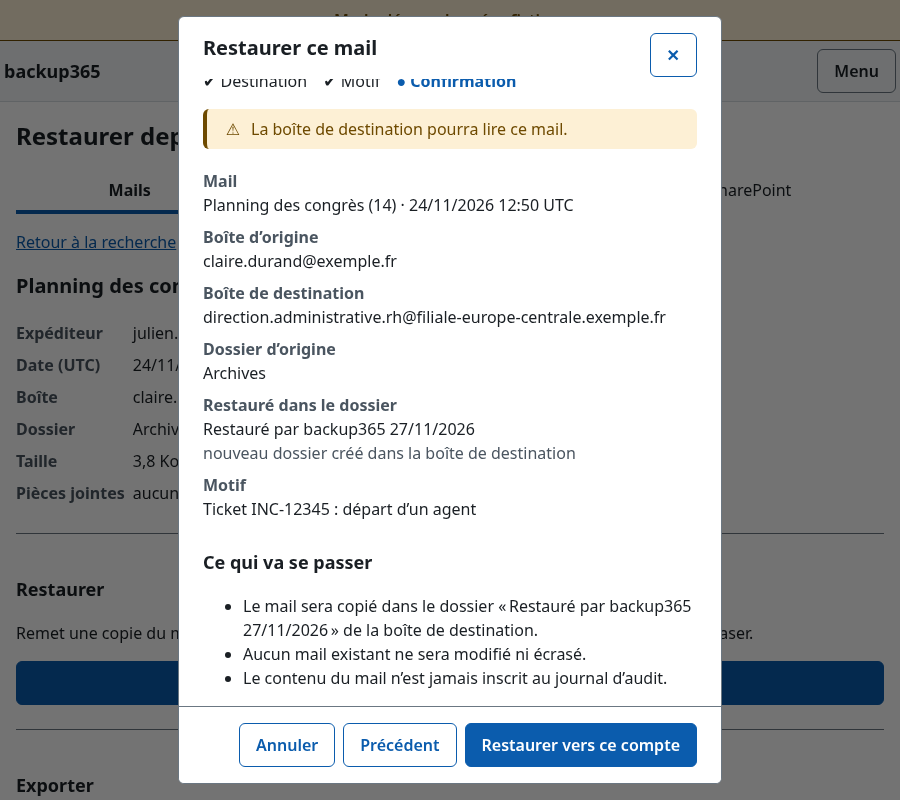 Restaurer ce mail
×
✔ Destination ✔ Motif ● Confirmation
⚠ La boîte de destination pourra lire ce mail.
Mail
Planning des congrès (14) · 24/11/2026 12:50 UTC
Boîte d’origine
claire.durand@exemple.fr
Boîte de destination
direction.administrative.rh@filiale-europe-centrale.exemple.fr
Dossier d’origine
Archives
Restauré dans le dossier
Restauré par backup365 27/11/2026
nouveau dossier créé dans la boîte de destination
Motif
Ticket INC-12345 : départ d’un agent
Ce qui va se passer
• Le mail sera copié dans le dossier « Restauré par backup365
27/11/2026 » de la boîte de destination.
• Aucun mail existant ne sera modifié ni écrasé.
• Le contenu du mail n’est jamais inscrit au journal d’audit.
Annuler
Précédent
Restaurer vers ce compte
backup365
Menu
Restaurer dep
Mails
harePoint
Retour à la recherche
Planning des con
Expéditeur julien.
Date (UTC) 24/11/
Boîte claire.
Dossier Archiv
Taille 3,8 Ko
Pièces jointes aucun
Restaurer
Remet une copie du m
aser.
Exporter